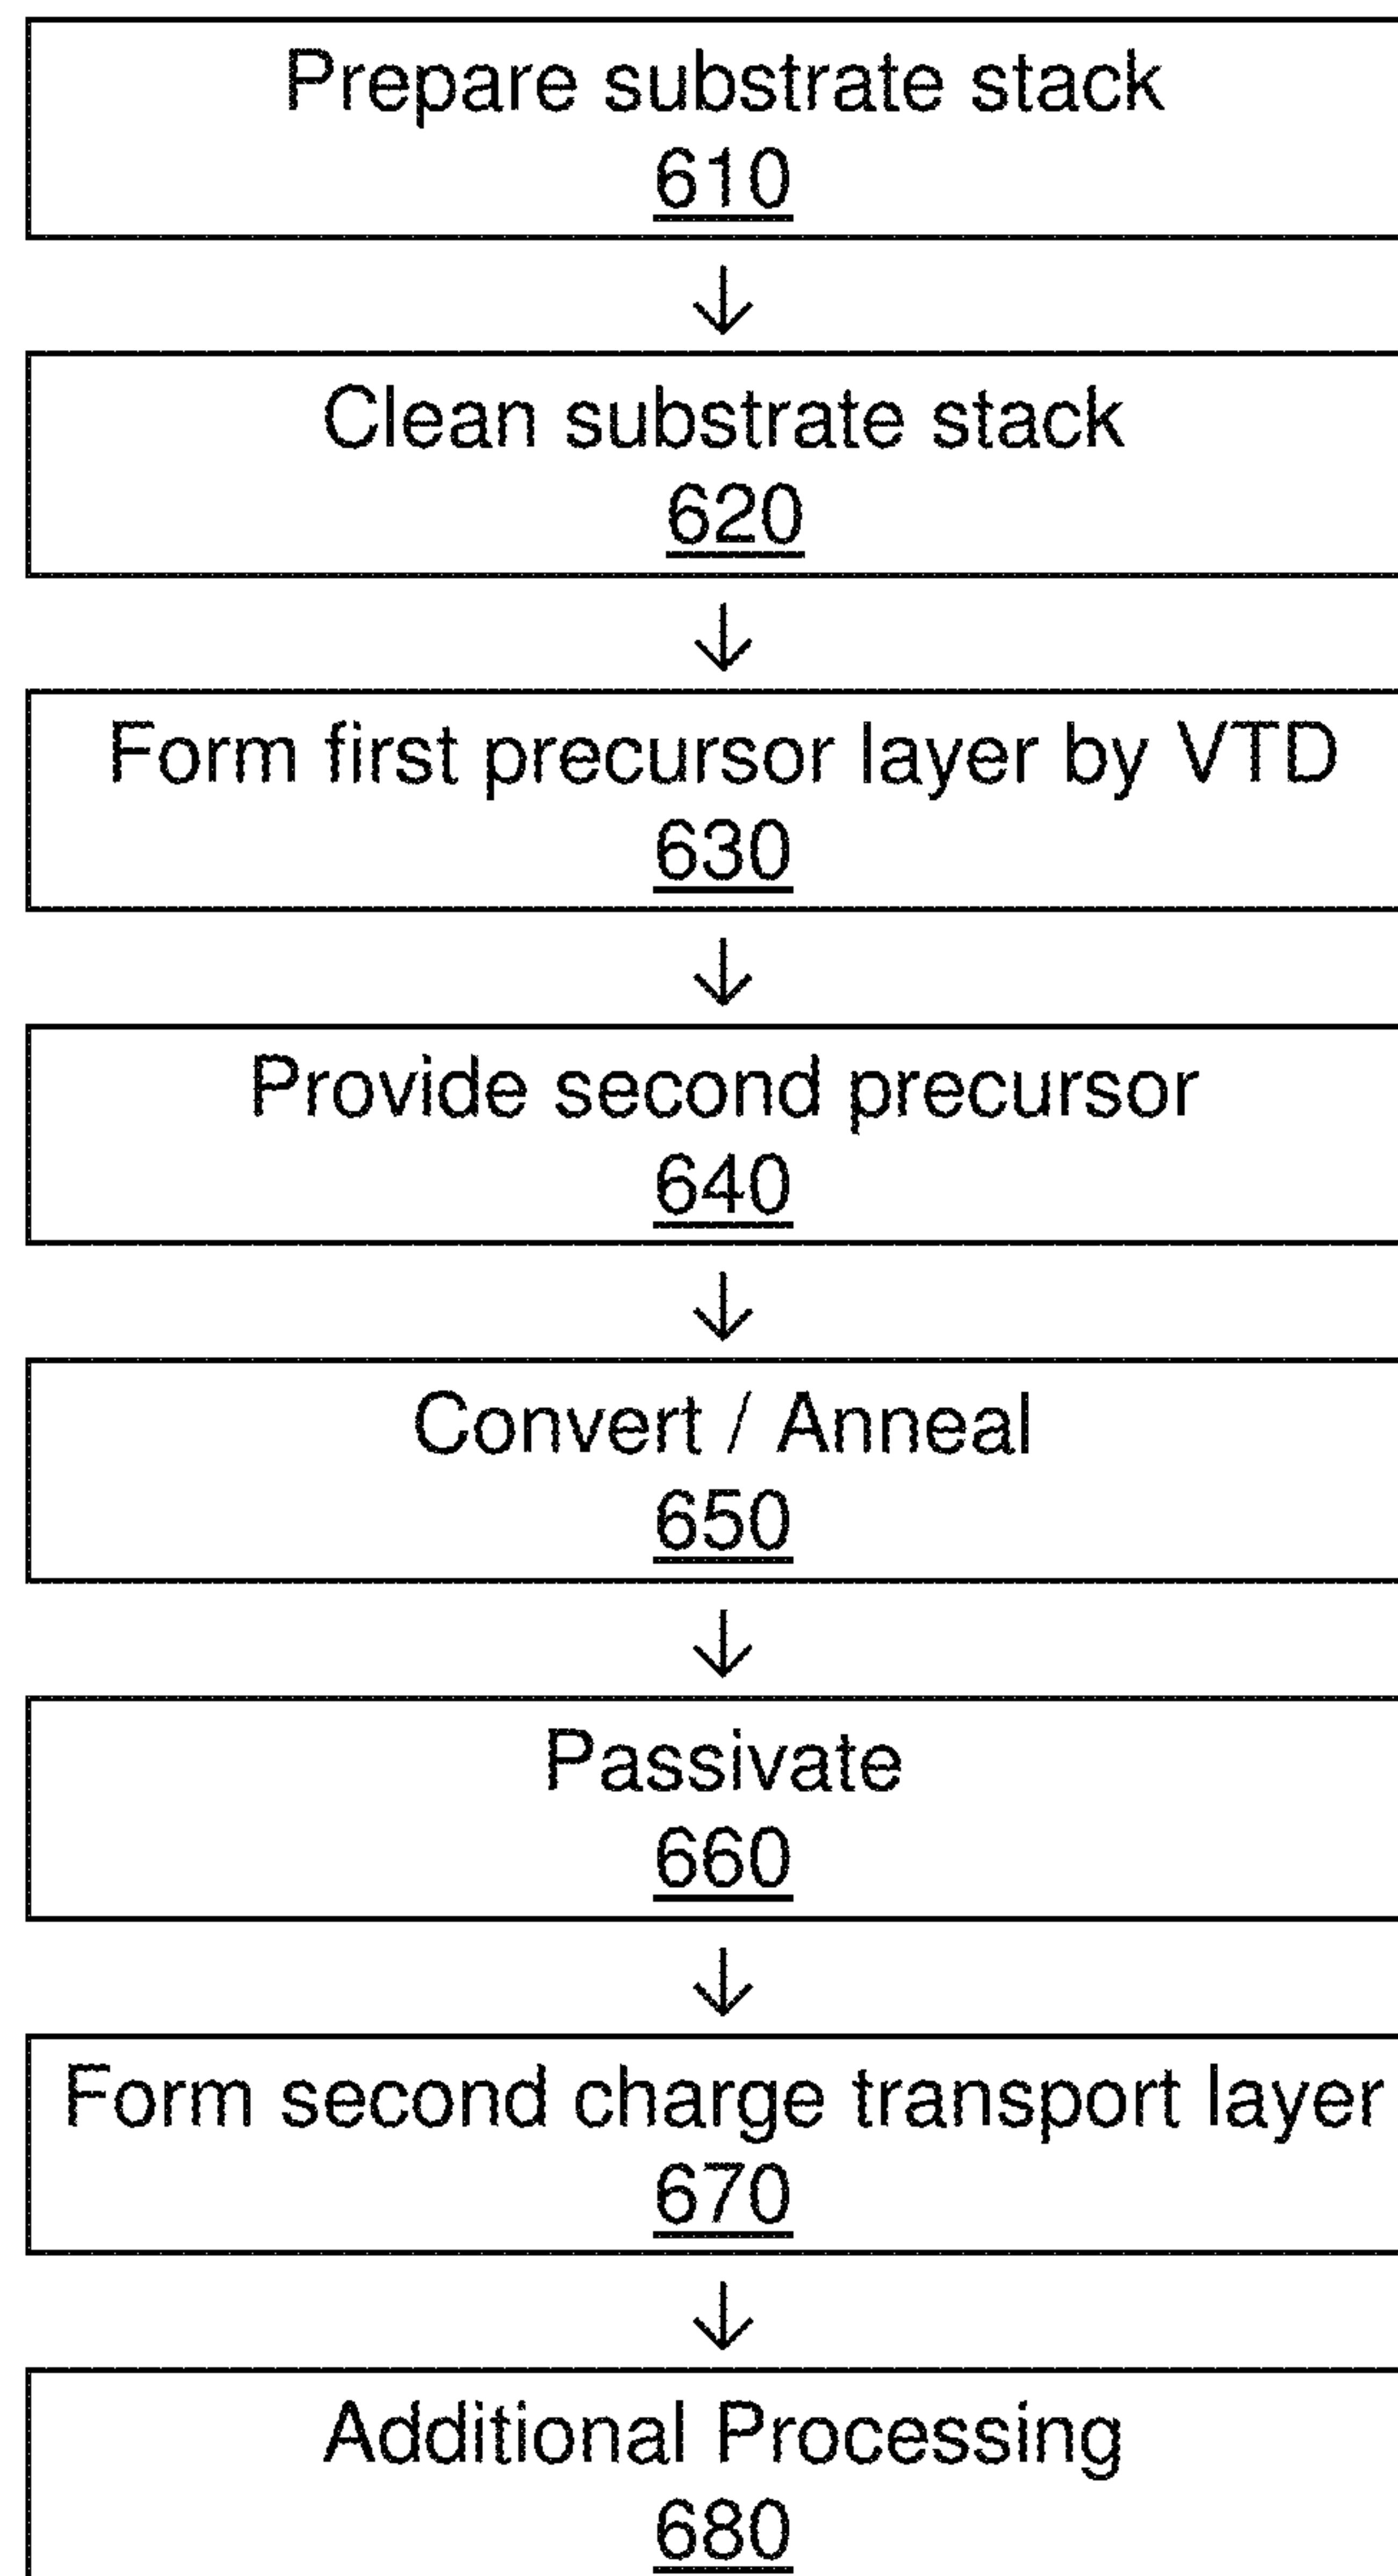 Prepare substrate stack
610
Clean substrate stack
620
Form first precursor layer by VTD
630
Provide second precursor
640
Convert / Anneal
650
Passivate
660
Form second charge transport layer
670
Additional Processing
680